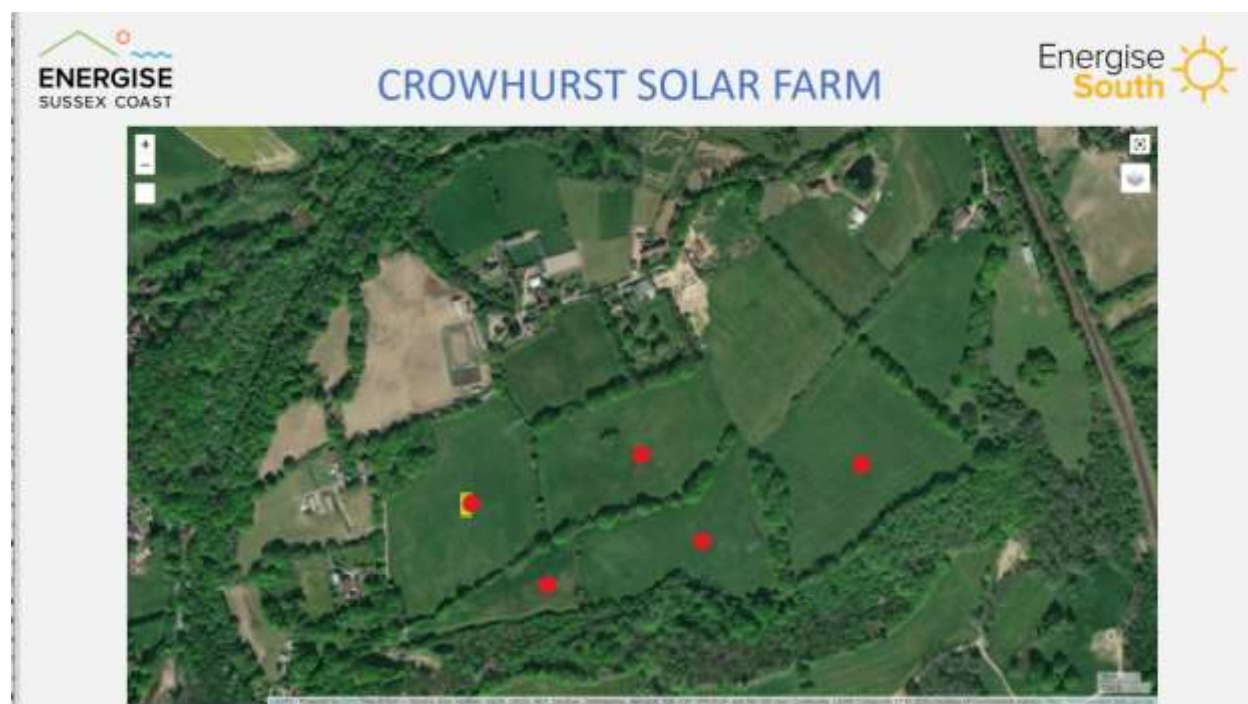 ENERGISE
SUSSEX COAST
CROWHURST SOLAR FARM
Energise
South
+
−